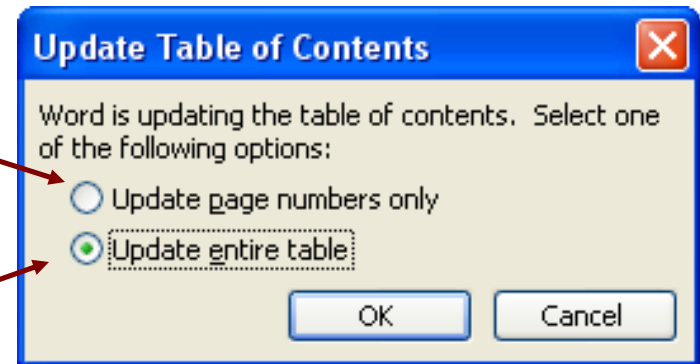 Update Table of Contents
Word is updating the table of contents.  Select one
of the following options:
Update page numbers only
Update entire table
OK
Cancel